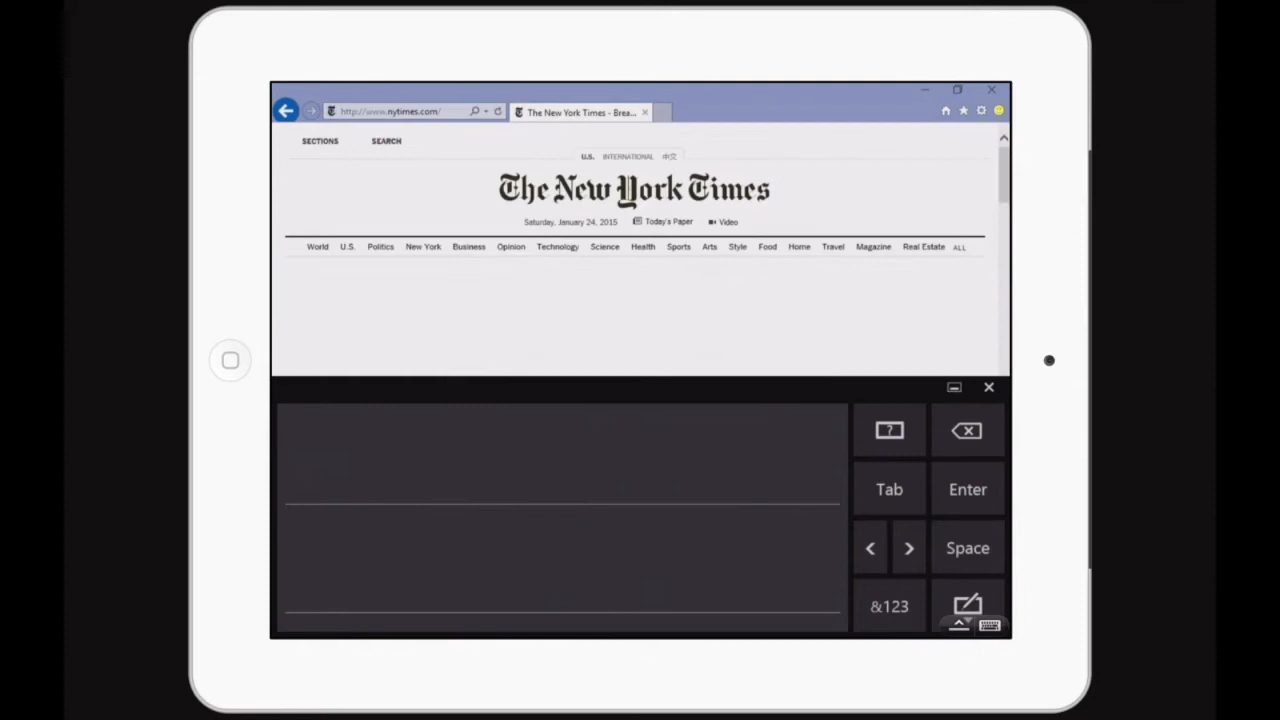 http://www.nytimes.com/
The New York Times - Brea...
SECTIONS SEARCH
U.S. INTERNATIONAL 中文
The New York Times
Saturday, January 24, 2015 Today's Paper Video
World U.S. Politics New York Business Opinion Technology Science Health Sports Arts Style Food Home Travel Magazine Real Estate ALL
?
Tab Enter
< > Space
&123